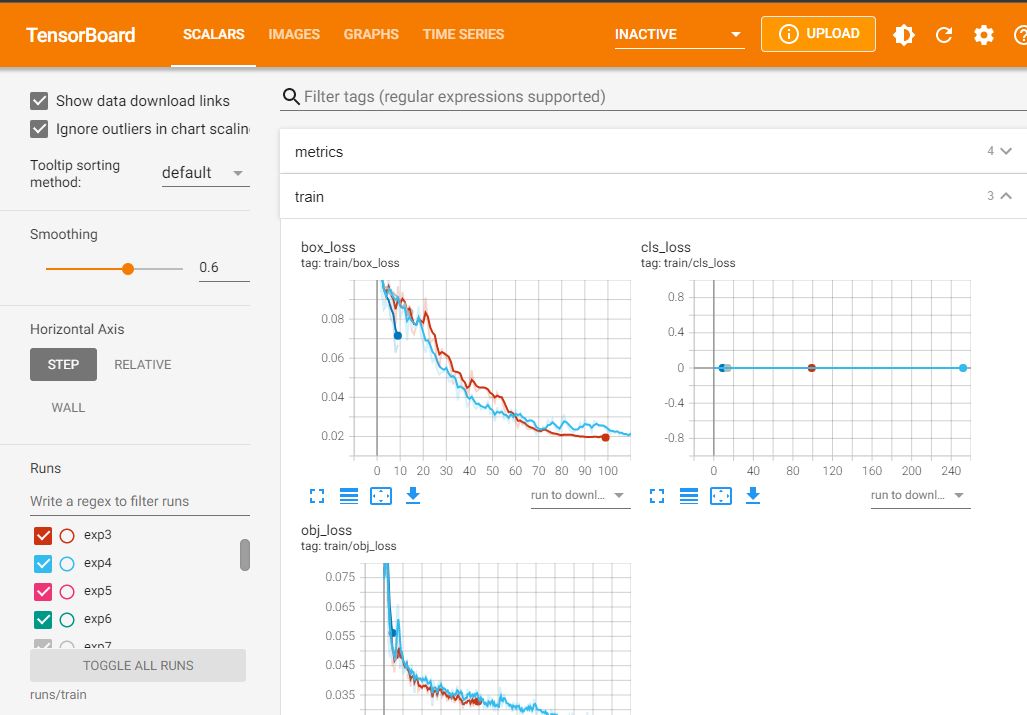 TensorBoard SCALARS IMAGES GRAPHS TIME SERIES INACTIVE UPLOAD
Show data download links
Ignore outliers in chart scalin
Tooltip sorting
method:
default
Smoothing
0.6
Horizontal Axis
STEP RELATIVE
WALL
Runs
Write a regex to filter runs
exp3
exp4
exp5
exp6
exp7
TOGGLE ALL RUNS
runs/train
Filter tags (regular expressions supported)
metrics 4
train 3
box_loss
tag: train/box_loss
0.08
0.06
0.04
0.02
0 10 20 30 40 50 60 70 80 90 100
run to downl...
cls_loss
tag: train/cls_loss
0.8
0.4
0
-0.4
-0.8
0 40 80 120 160 200 240
run to downl...
obj_loss
tag: train/obj_loss
0.075
0.065
0.055
0.045
0.035